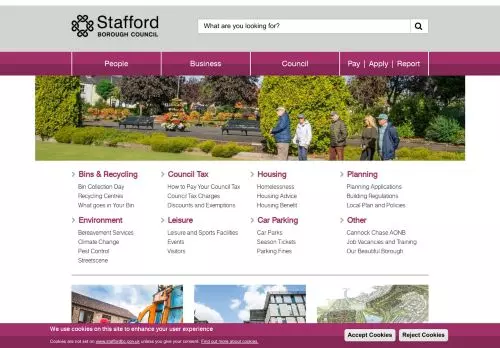 Stafford
BOROUGH COUNCIL
What are you looking for?
People
Business
Council
Pay | Apply | Report
Bins & Recycling
Bin Collection Day
Recycling Centres
What goes in Your Bin
Council Tax
How to Pay Your Council Tax
Council Tax Charges
Discounts and Exemptions
Housing
Homelessness
Housing Advice
Housing Benefit
Planning
Planning Applications
Building Regulations
Local Plan and Policies
Environment
Bereavement Services
Climate Change
Pest Control
Streetscene
Leisure
Leisure and Sports Facilities
Events
Visitors
Car Parking
Car Parks
Season Tickets
Parking Fines
Other
Cannock Chase AONB
Job Vacancies and Training
Our Beautiful Borough
We use cookies on this site to enhance your user experience
Cookies are not set on www.staffordbc.gov.uk unless you give your consent. Find out more about cookies.
Accept Cookies
Reject Cookies